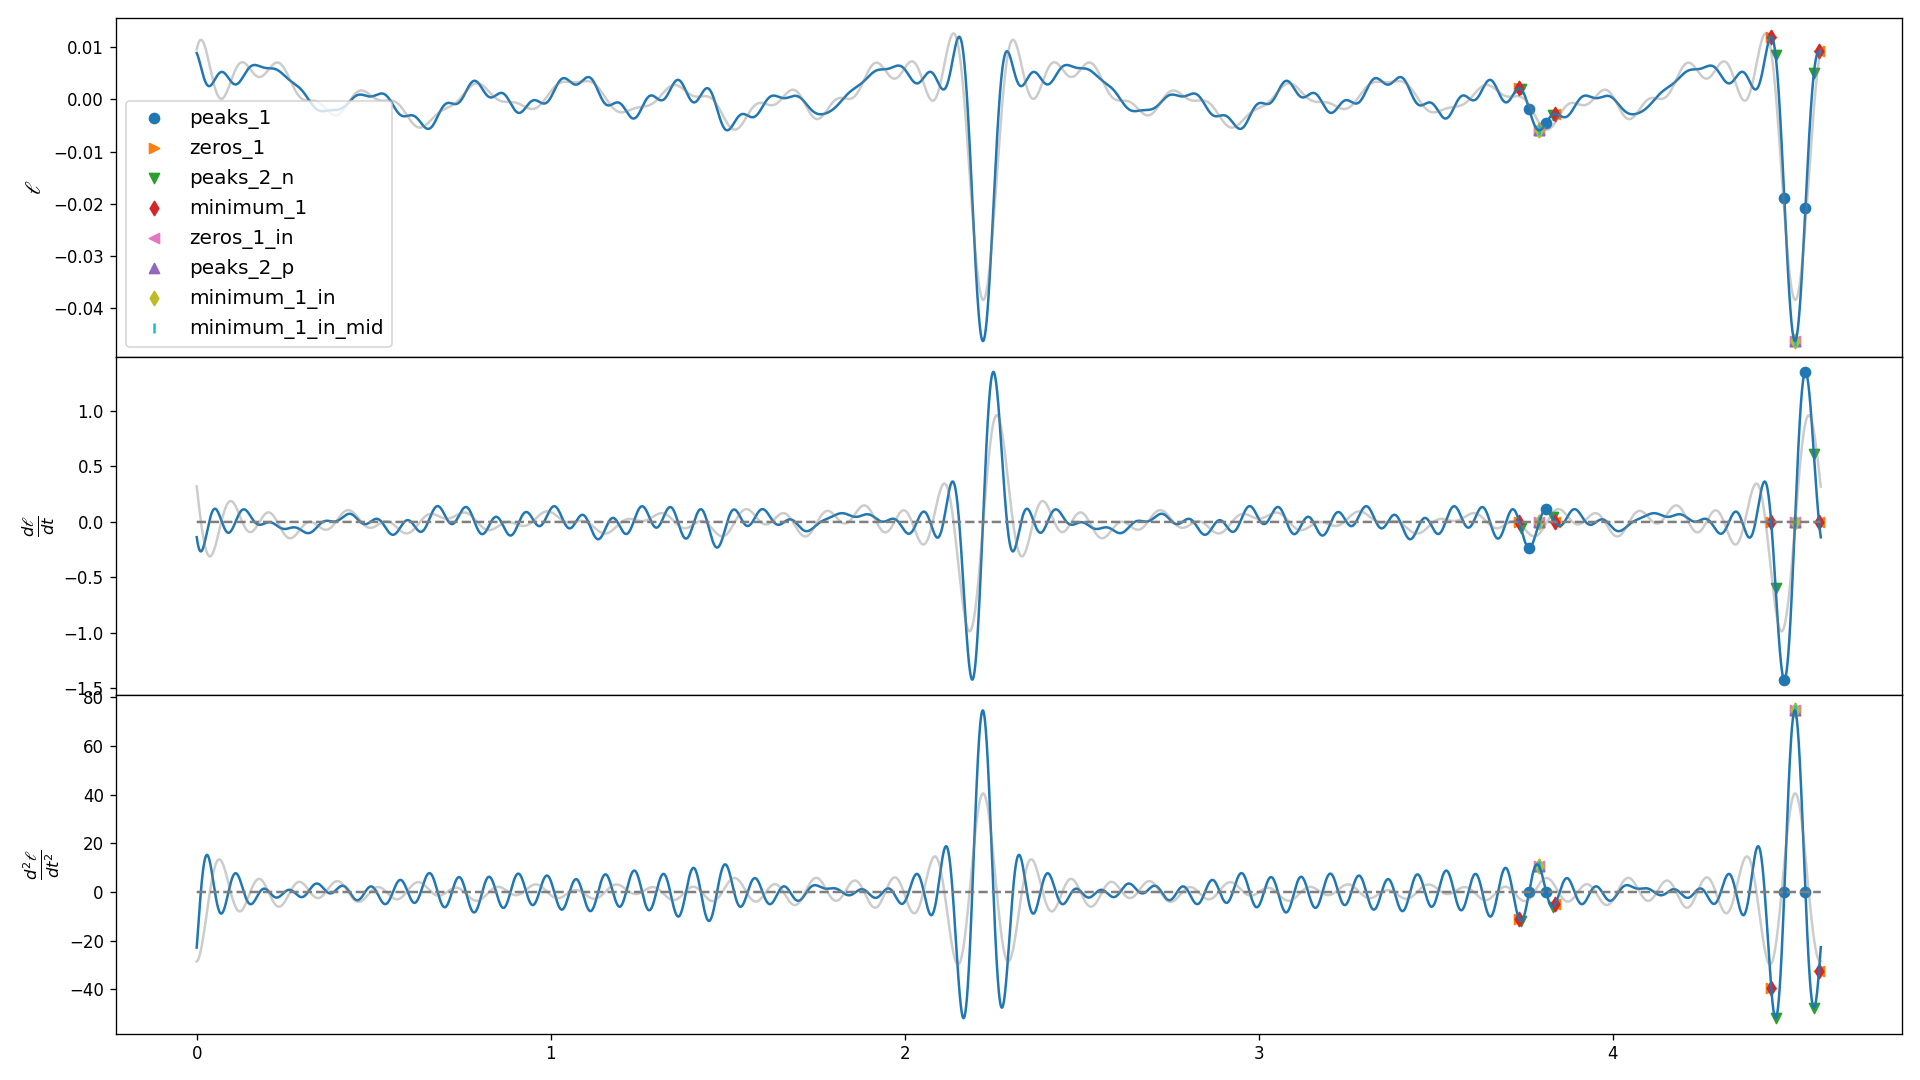 0.01
0.00
−0.01
−0.02
−0.03
−0.04
ℓ
peaks_1
zeros_1
peaks_2_n
minimum_1
zeros_1_in
peaks_2_p
minimum_1_in
minimum_1_in_mid
1.0
0.5
0.0
−0.5
−1.0
−1.5
dℓ
dt
80
60
40
20
0
−20
−40
d²ℓ
dt²
0 1 2 3 4